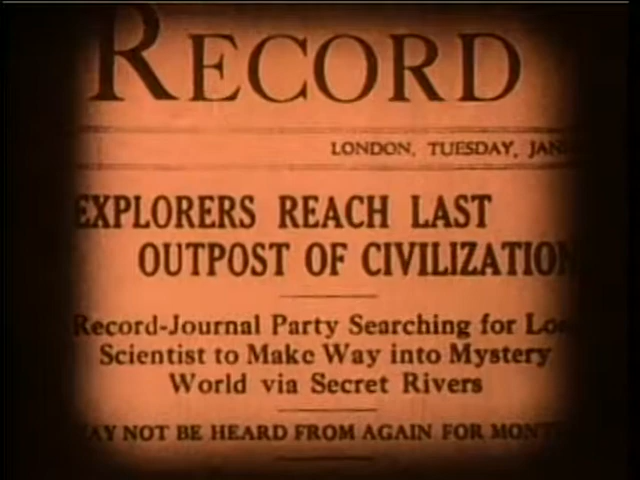 RECORD
LONDON, TUESDAY, JAN
EXPLORERS REACH LAST
OUTPOST OF CIVILIZATION
Record-Journal Party Searching for Lo
Scientist to Make Way into Mystery
World via Secret Rivers
AY NOT BE HEARD FROM AGAIN FOR MONT